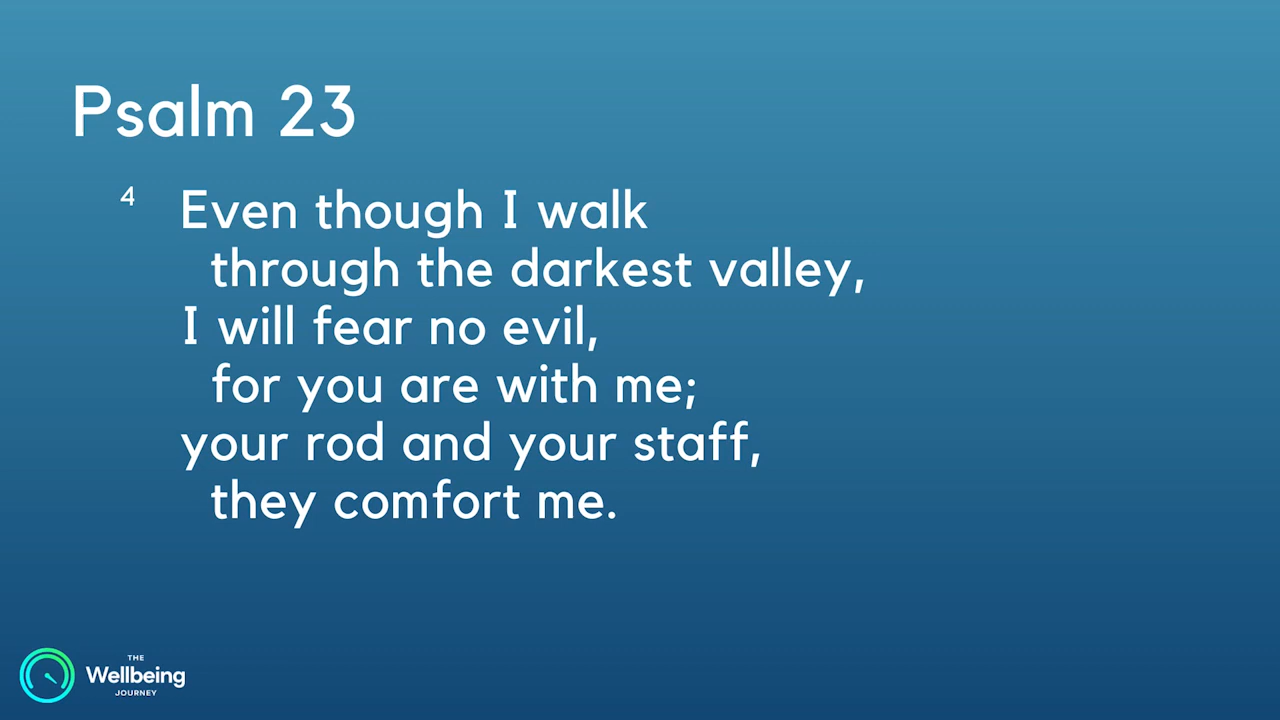 Psalm 23
4 Even though I walk
through the darkest valley,
I will fear no evil,
for you are with me;
your rod and your staff,
they comfort me.
THE
Wellbeing
JOURNEY